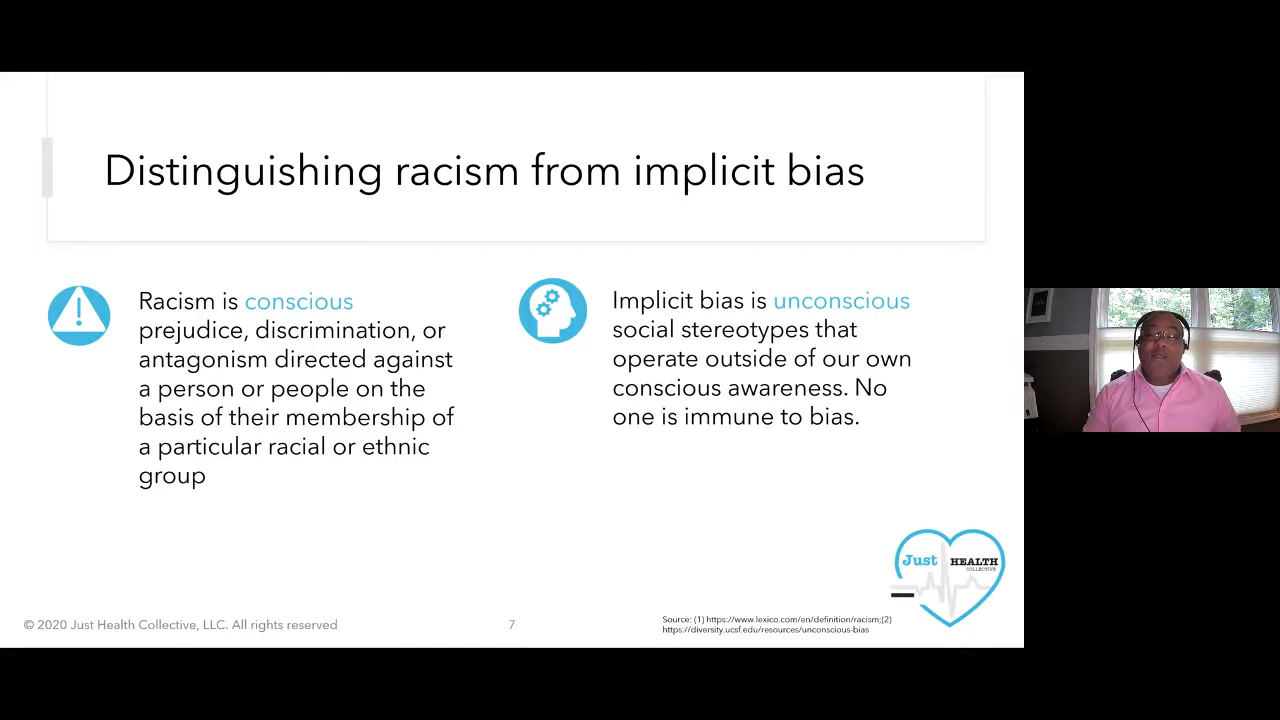 Distinguishing racism from implicit bias
Racism is conscious
prejudice, discrimination, or
antagonism directed against
a person or people on the
basis of their membership of
a particular racial or ethnic
group
Implicit bias is unconscious
social stereotypes that
operate outside of our own
conscious awareness. No
one is immune to bias.
Just HEALTH
COLLECTIVE
© 2020 Just Health Collective, LLC. All rights reserved
7
Source: (1) https://www.lexico.com/en/definition/racism;(2)
https://diversity.ucsf.edu/resources/unconscious-bias